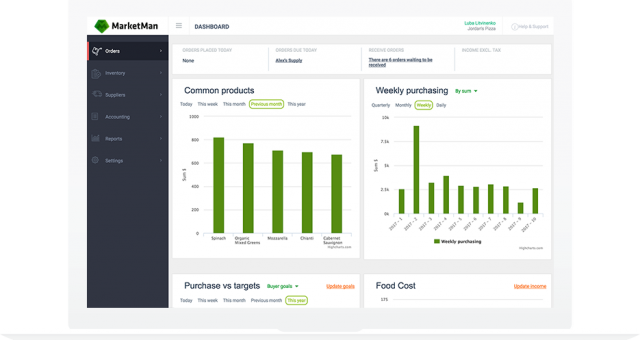 MarketMan
DASHBOARD
Luba Litvinenko
Jordan's Pizza
Help & Support
Orders
Inventory
Suppliers
Accounting
Reports
Settings
ORDERS PLACED TODAY
None
ORDERS DUE TODAY
Alex's Supply
RECEIVE ORDERS
There are 6 orders waiting to be
received
INCOME EXCL. TAX
Common products
Today This week This month Previous month This year
1000
800
600
400
200
0
Sum $
Spinach
Organic
Mixed Greens
Mozzarella
Chianti
Cabernet
Sauvignon
Highcharts.com
Weekly purchasing By sum
Quarterly Monthly Weekly Daily
10k
7.5k
5k
2.5k
0k
Sum $
2017 - 1
2017 - 2
2017 - 3
2017 - 4
2017 - 5
2017 - 6
2017 - 7
2017 - 8
2017 - 9
2017 - 10
Weekly purchasing
Highcharts.com
Purchase vs targets Buyer goals Update goals
Today This week This month Previous month This year
Food Cost Update income
175